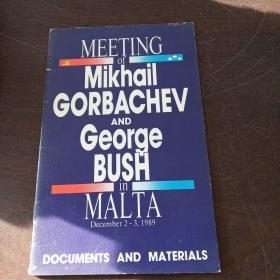 MEETING
of
Mikhail
GORBACHEV
AND
George
BUSH
in
MALTA
December 2 - 3, 1989
DOCUMENTS AND MATERIALS